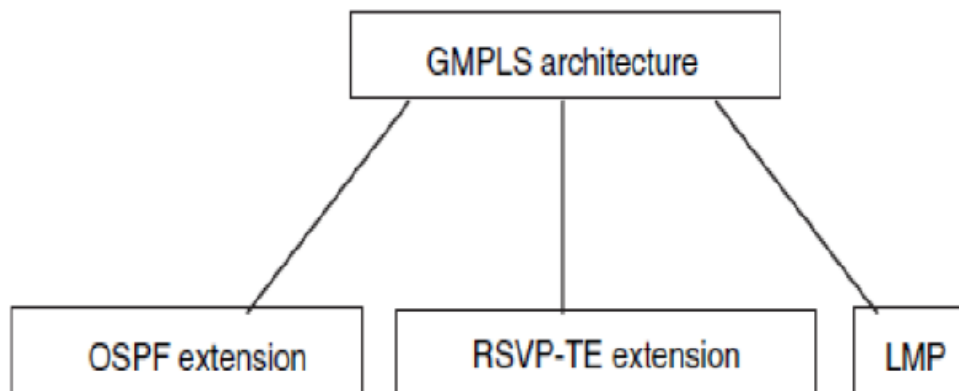 GMPLS architecture
OSPF extension
RSVP-TE extension
LMP